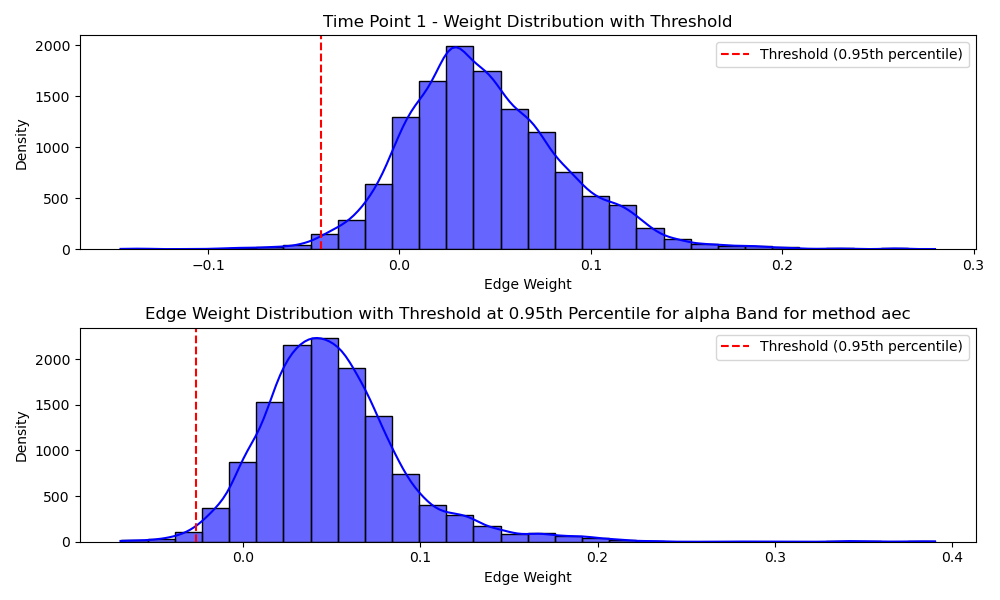 Time Point 1 - Weight Distribution with Threshold
Threshold (0.95th percentile)
Density
2000
1500
1000
500
0
−0.1
0.0
0.1
0.2
0.3
Edge Weight
Edge Weight Distribution with Threshold at 0.95th Percentile for alpha Band for method aec
Threshold (0.95th percentile)
Density
2000
1500
1000
500
0
0.0
0.1
0.2
0.3
0.4
Edge Weight